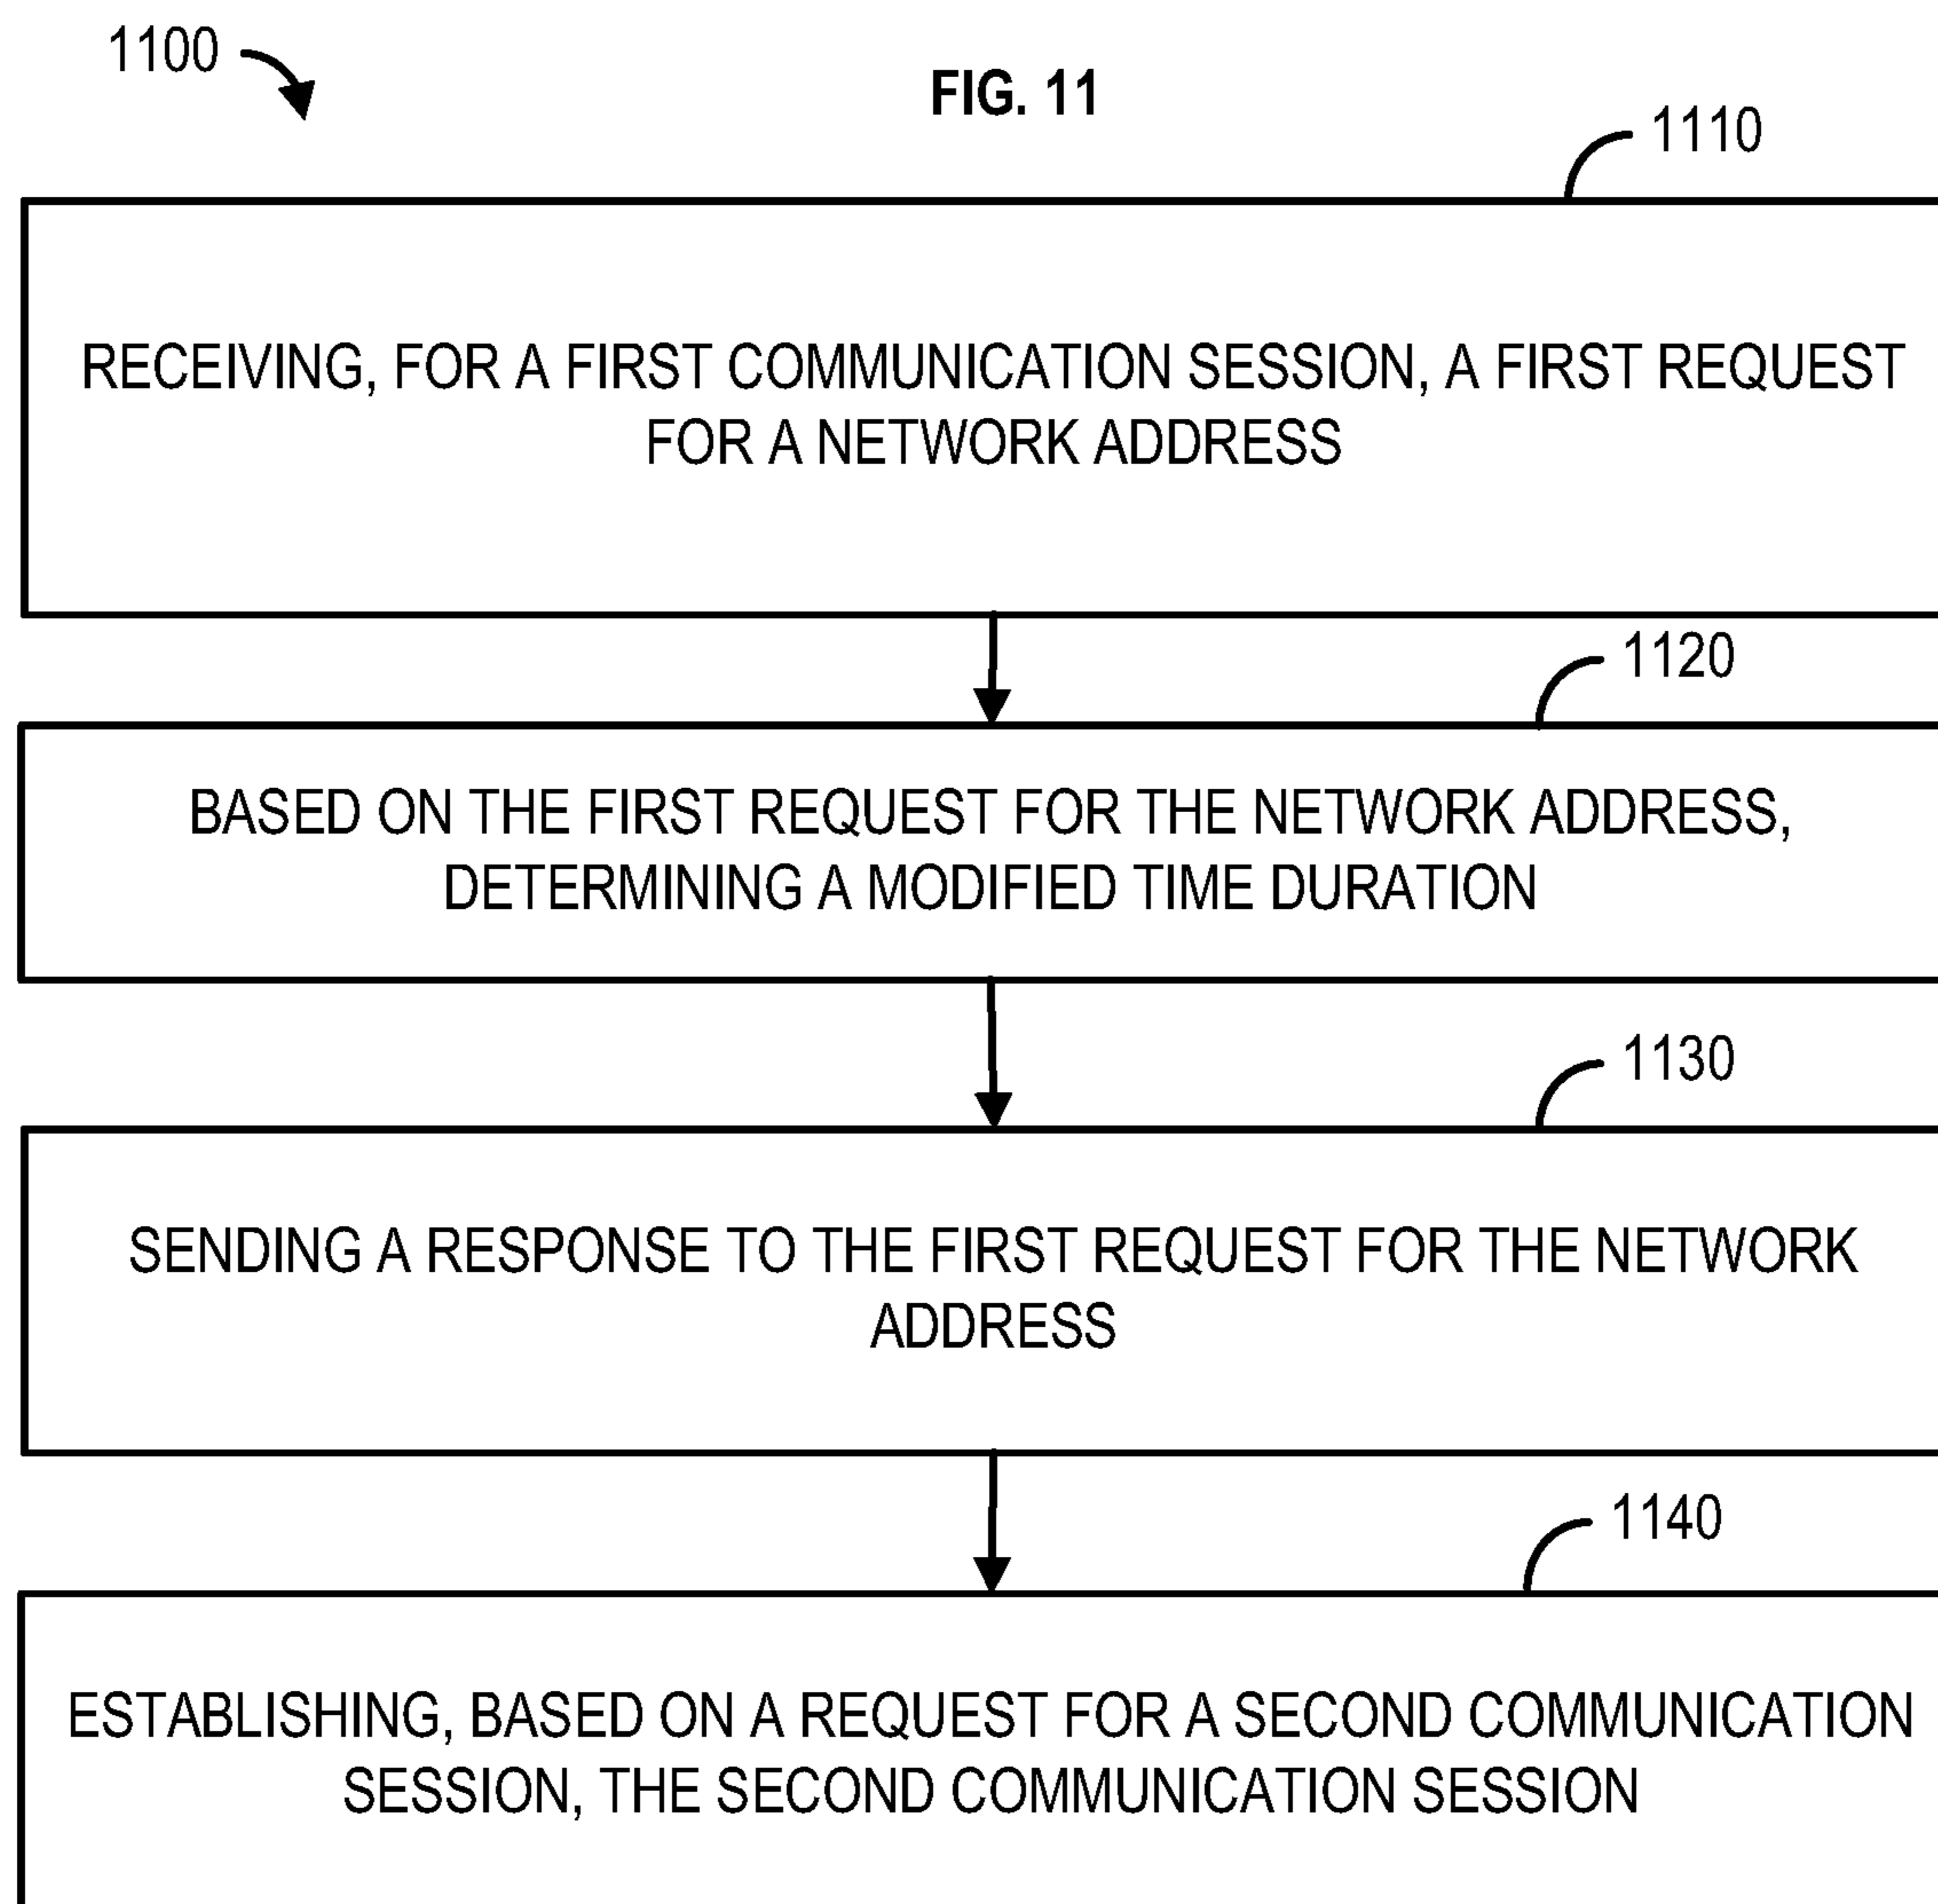 1100
FIG. 11
1110
RECEIVING, FOR A FIRST COMMUNICATION SESSION, A FIRST REQUEST
FOR A NETWORK ADDRESS
1120
BASED ON THE FIRST REQUEST FOR THE NETWORK ADDRESS,
DETERMINING A MODIFIED TIME DURATION
1130
SENDING A RESPONSE TO THE FIRST REQUEST FOR THE NETWORK
ADDRESS
1140
ESTABLISHING, BASED ON A REQUEST FOR A SECOND COMMUNICATION
SESSION, THE SECOND COMMUNICATION SESSION